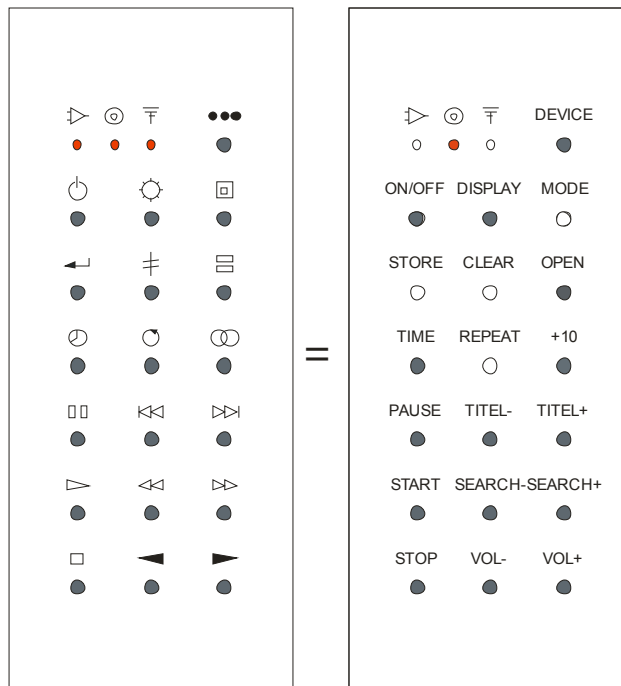 DEVICE
ON/OFF DISPLAY MODE
STORE CLEAR OPEN
TIME REPEAT +10
=
PAUSE TITEL- TITEL+
START SEARCH- SEARCH+
STOP VOL- VOL+